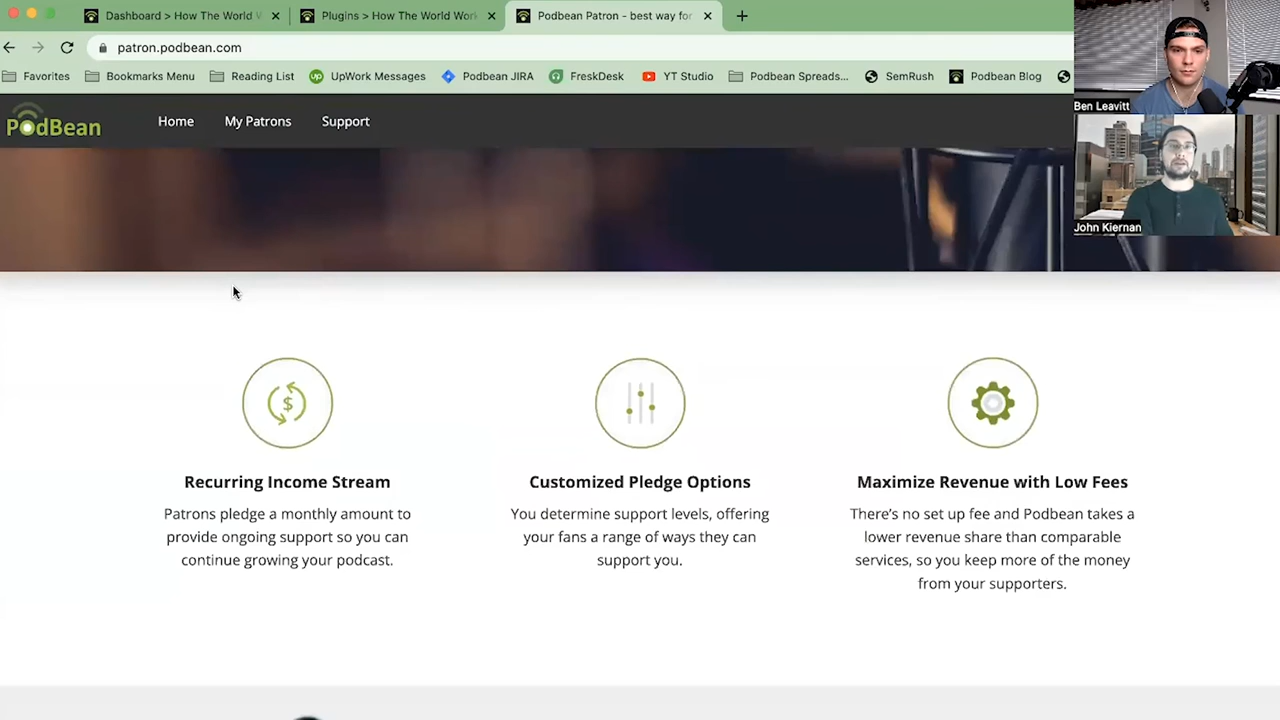 Dashboard > How The World W
Plugins > How The World Wor
Podbean Patron – best way for
patron.podbean.com
Favorites
Bookmarks Menu
Reading List
UpWork Messages
Podbean JIRA
FreskDesk
YT Studio
Podbean Spreads...
SemRush
Podbean Blog
Ben Leavitt
PodBean
Home
My Patrons
Support
John Kiernan
Recurring Income Stream
Patrons pledge a monthly amount to
provide ongoing support so you can
continue growing your podcast.
Customized Pledge Options
You determine support levels, offering
your fans a range of ways they can
support you.
Maximize Revenue with Low Fees
There’s no set up fee and Podbean takes a
lower revenue share than comparable
services, so you keep more of the money
from your supporters.